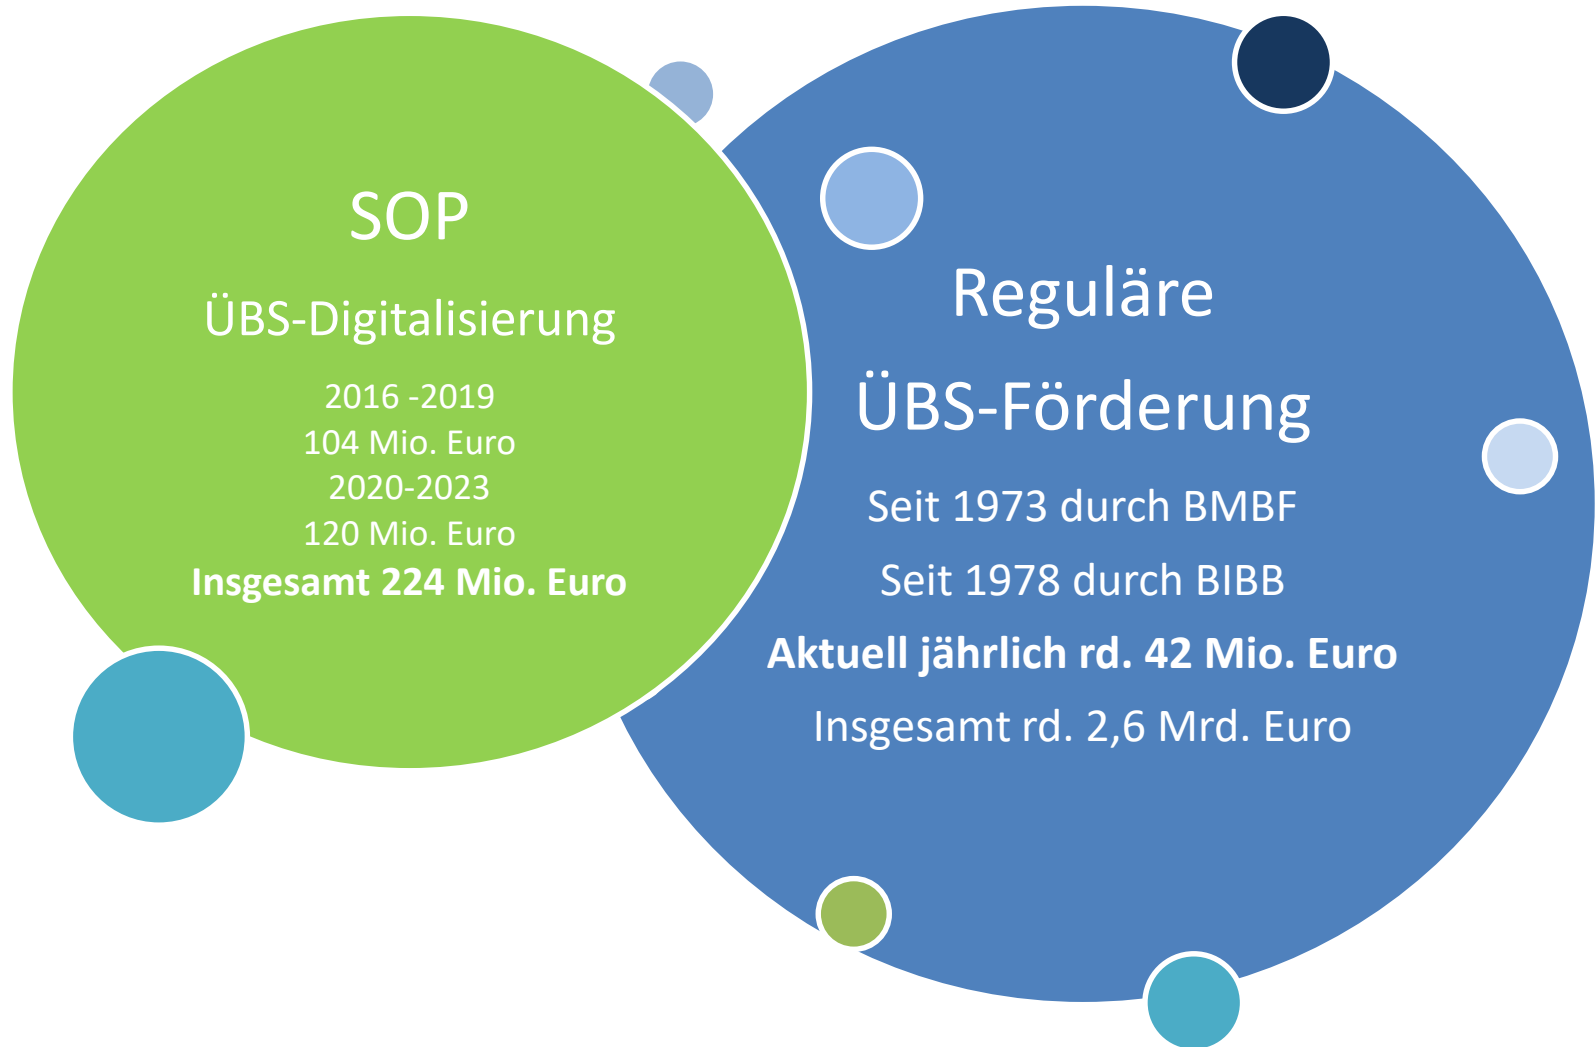 SOP
ÜBS-Digitalisierung
2016 -2019
104 Mio. Euro
2020-2023
120 Mio. Euro
Insgesamt 224 Mio. Euro
Reguläre
ÜBS-Förderung
Seit 1973 durch BMBF
Seit 1978 durch BIBB
Aktuell jährlich rd. 42 Mio. Euro
Insgesamt rd. 2,6 Mrd. Euro